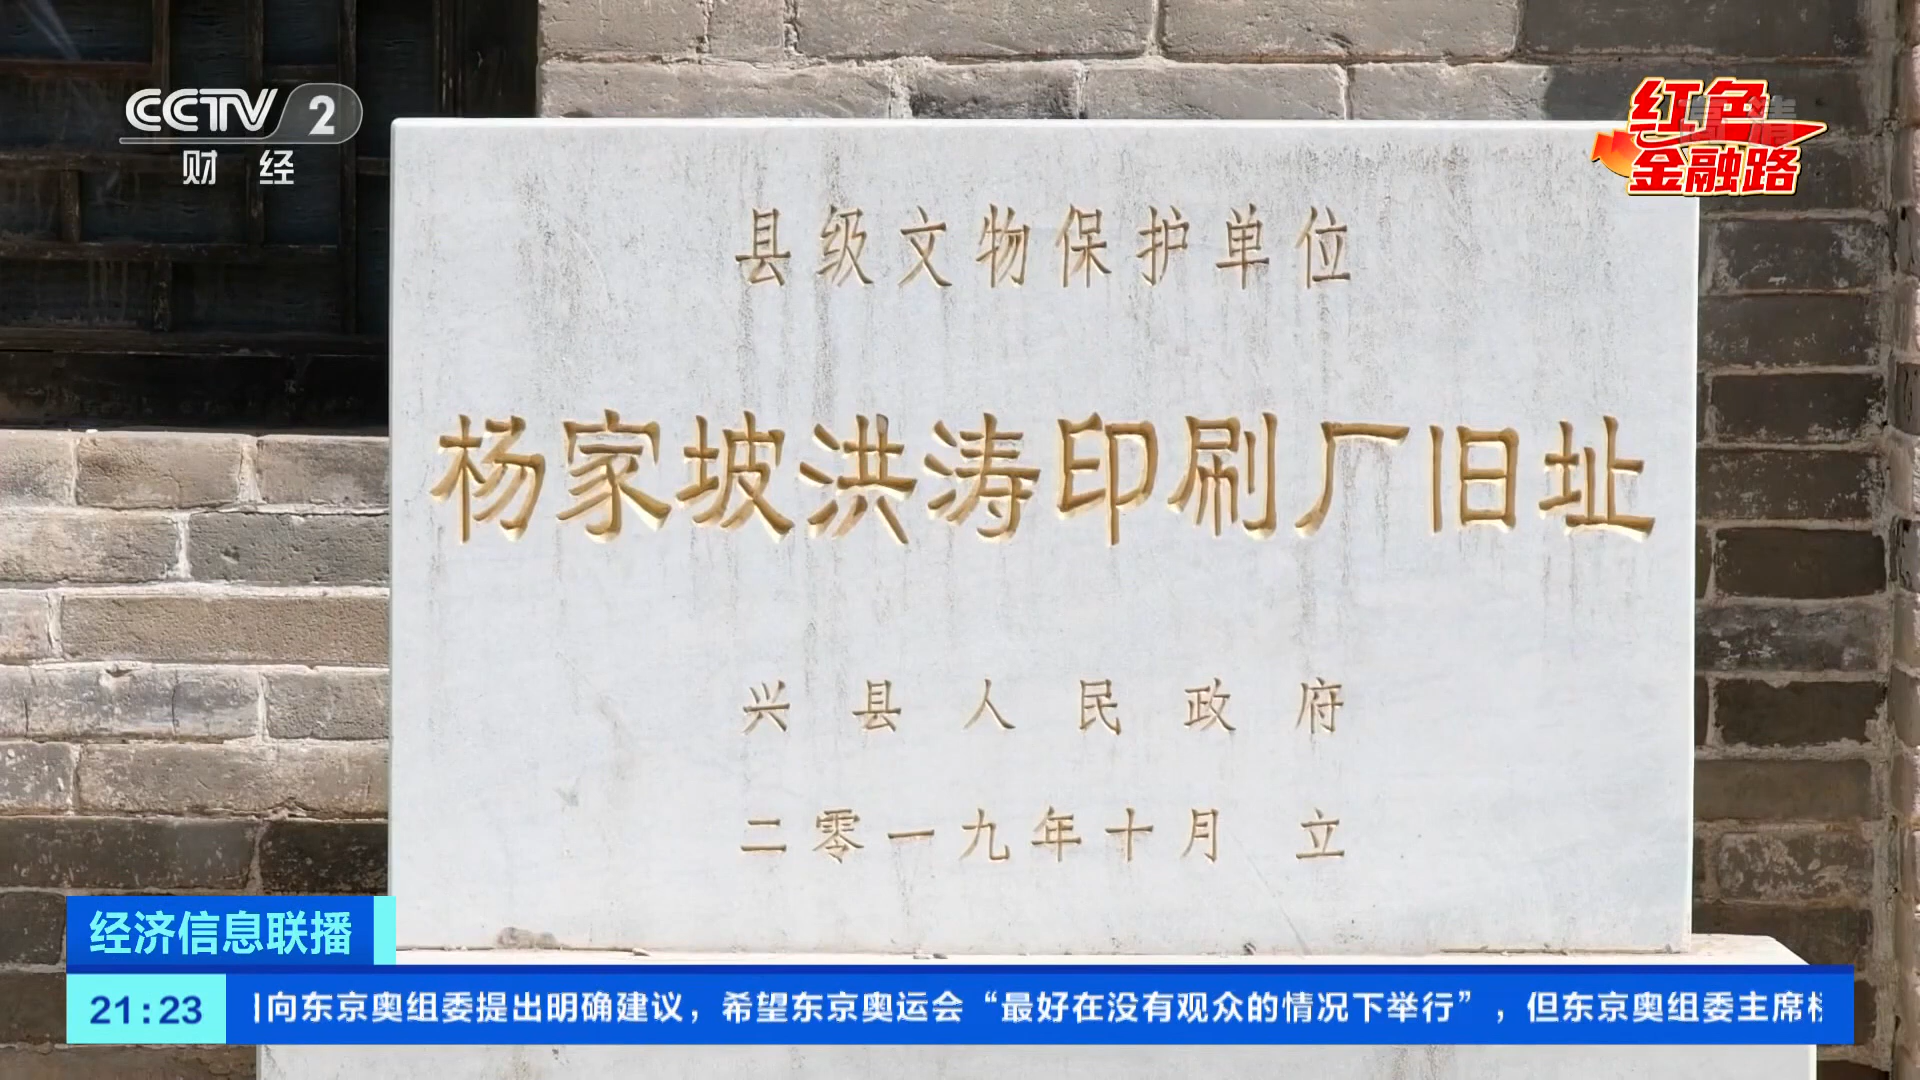 CCTV 2
财经
红色
高清
金融路
县级文物保护单位
杨家坡洪涛印刷厂旧址
兴县人民政府
二零一九年十月 立
经济信息联播
21:23
向东京奥组委提出明确建议，希望东京奥运会“最好在没有观众的情况下举行”，但东京奥组委主席